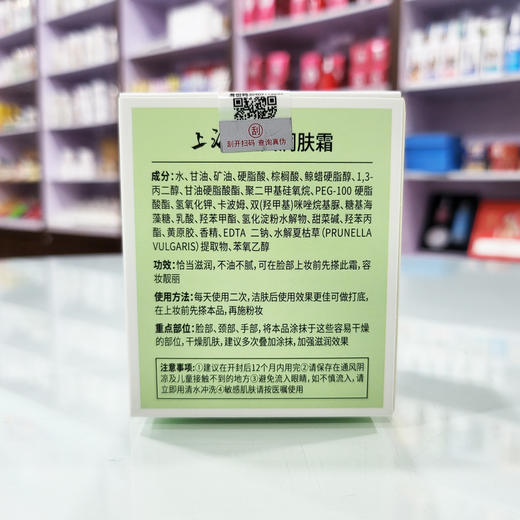 刮
刮开扫码 查询真伪
上海 润肤霜
成分：水、甘油、矿油、硬脂酸、棕榈酸、鲸蜡硬脂醇、1,3-
丙二醇、甘油硬脂酸酯、聚二甲基硅氧烷、PEG-100 硬脂
酸酯、氢氧化钾、卡波姆、双(羟甲基)咪唑烷基脲、糖基海
藻糖、乳酸、羟苯甲酯、氢化淀粉水解物、甜菜碱、羟苯丙
酯、黄原胶、香精、EDTA 二钠、水解夏枯草 (PRUNELLA
VULGARIS) 提取物、苯氧乙醇
功效：恰当滋润，不油不腻，可在脸部上妆前先搽此霜，容
妆靓丽
使用方法：每天使用二次，洁肤后使用效果更佳可做打底，
在上妆前先搽本品，再施粉妆
重点部位：脸部、颈部、手部，将本品涂抹于这些容易干燥
的部位，干燥肌肤，建议多次叠加涂抹，加强滋润效果
注意事项：①建议在开封后12个月内用完②请保存在通风阴
凉及儿童接触不到的地方③避免流入眼睛，如不慎流入，请
立即用清水冲洗④敏感肌肤请按医嘱使用